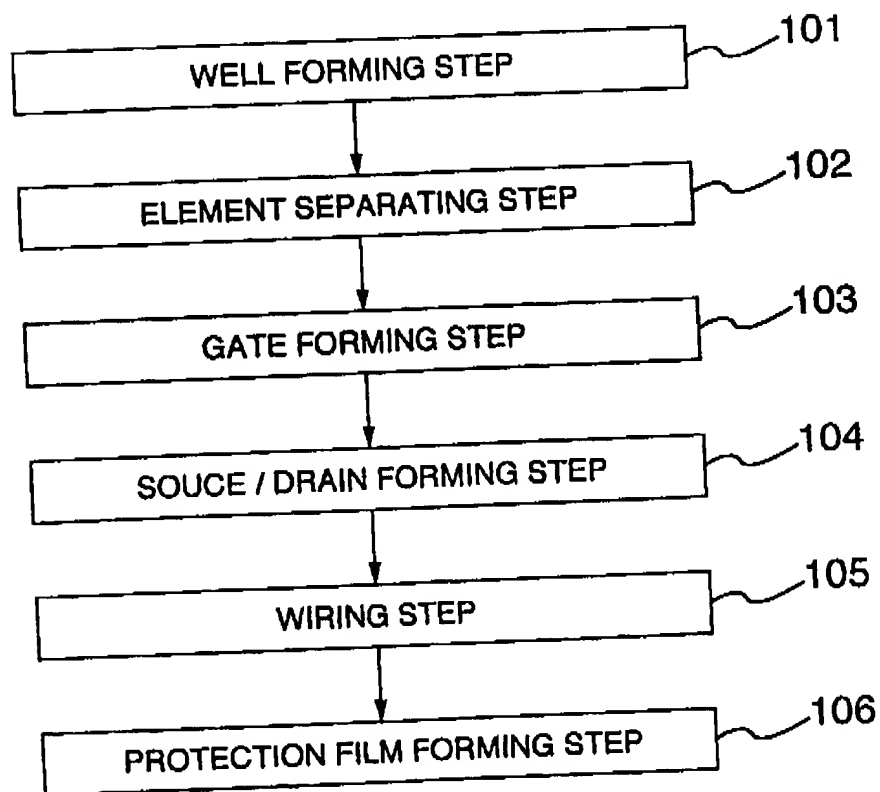 WELL FORMING STEP
101
ELEMENT SEPARATING STEP
102
GATE FORMING STEP
103
SOUCE / DRAIN FORMING STEP
104
WIRING STEP
105
PROTECTION FILM FORMING STEP
106